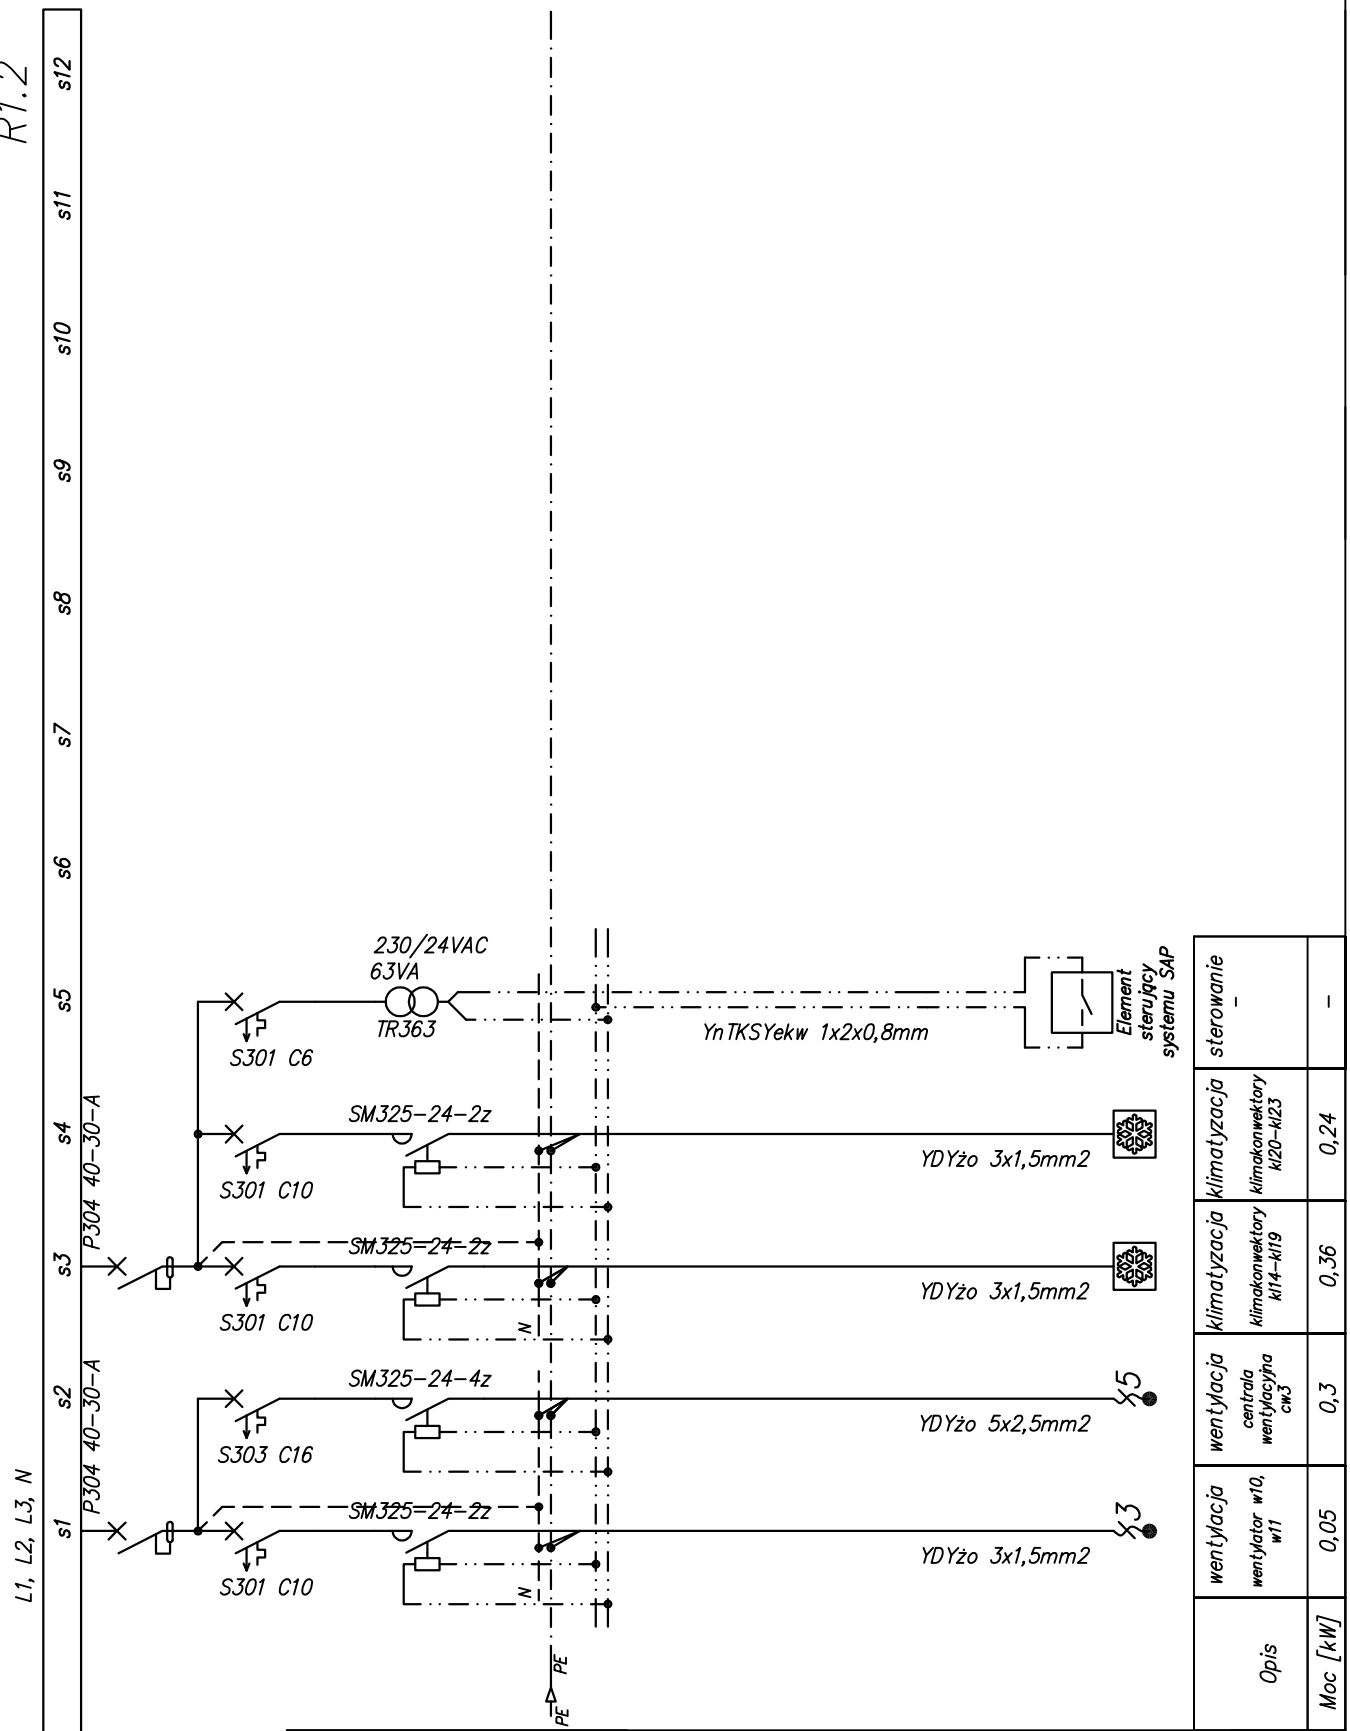 R1.2
L1, L2, L3, N
s1 s2 s3 s4 s5 s6 s7 s8 s9 s10 s11 s12
P304 40-30-A
P304 40-30-A
S301 C10
S303 C16
S301 C10
S301 C10
S301 C6
SM325-24-2z
SM325-24-4z
SM325-24-2z
SM325-24-2z
230/24VAC
63VA
TR363
N
N
PE
PE
YDYżo 3x1,5mm2
YDYżo 5x2,5mm2
YDYżo 3x1,5mm2
YDYżo 3x1,5mm2
YnTKSYekw 1x2x0,8mm
3
5
Element
sterujący
systemu SAP
Opis
wentylacja
wentylator w10,
w11
wentylacja
centrala
wentylacyjna
cw3
klimatyzacja
klimakonwektory
kl14-kl19
klimatyzacja
klimakonwektory
kl20-kl23
sterowanie
-
Moc [kW] 0,05 0,3 0,36 0,24 -